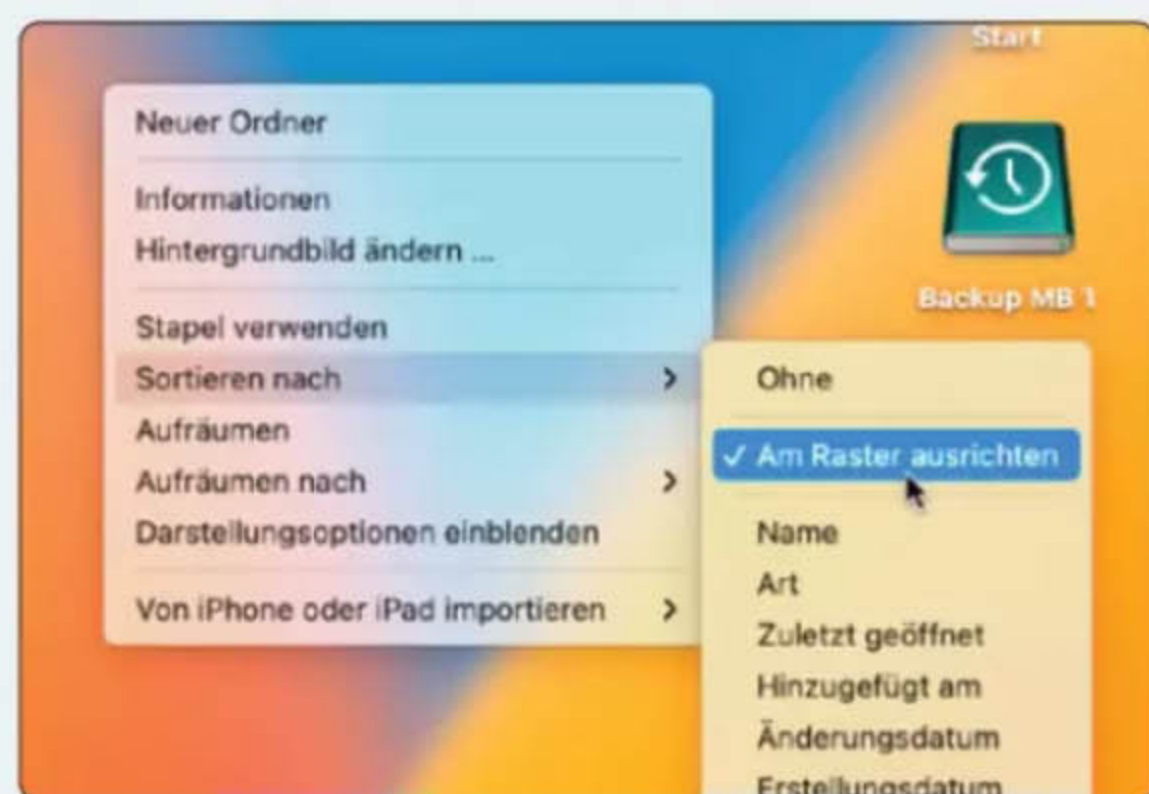 Start
Backup MB 1
Neuer Ordner
Informationen
Hintergrundbild ändern ...
Stapel verwenden
Sortieren nach
Aufräumen
Aufräumen nach
Darstellungsoptionen einblenden
Von iPhone oder iPad importieren
Ohne
✓ Am Raster ausrichten
Name
Art
Zuletzt geöffnet
Hinzugefügt am
Änderungsdatum
Erstellungsdatum